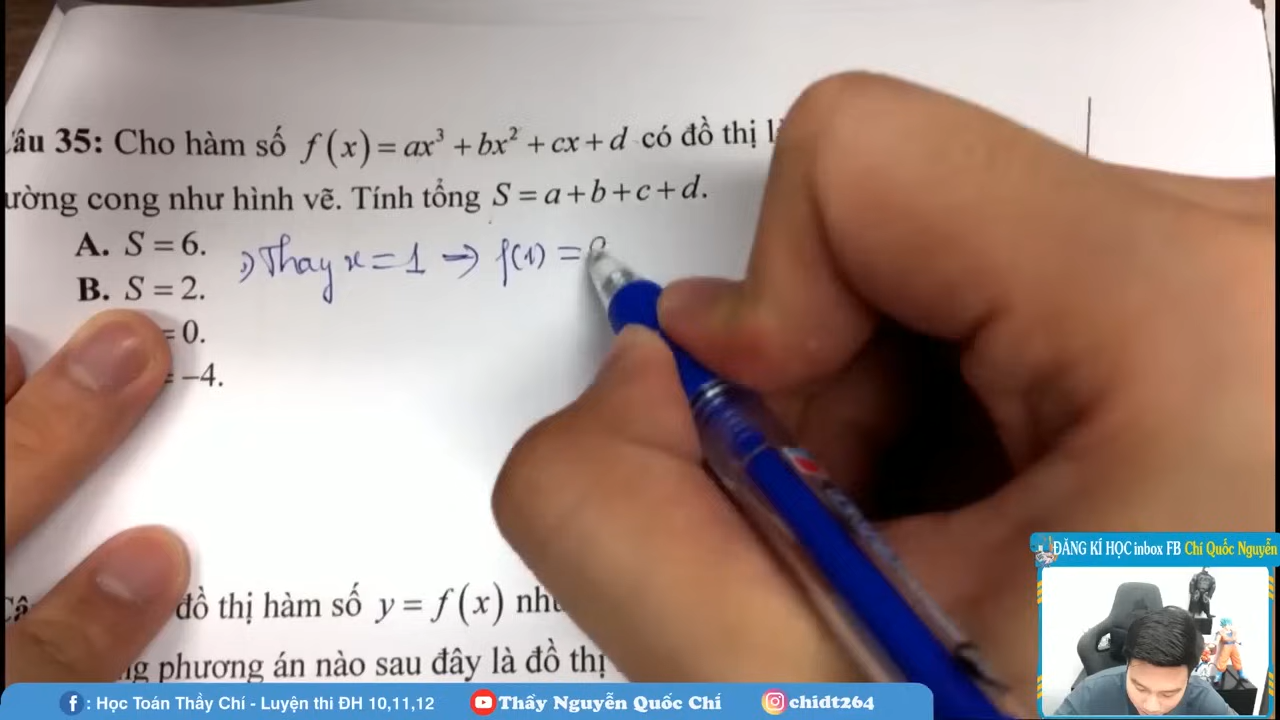 âu 35: Cho hàm số f(x) = ax³ + bx² + cx + d có đồ thị l
ường cong như hình vẽ. Tính tổng S = a + b + c + d.
A. S = 6.
B. S = 2.
= 0.
= –4.
Thay x = 1 → f(1) =
đồ thị hàm số y = f(x) như
ng phương án nào sau đây là đồ thị
ĐĂNG KÍ HỌC inbox FB Chí Quốc Nguyễn
: Học Toán Thầy Chí - Luyện thi ĐH 10,11,12
Thầy Nguyễn Quốc Chí
chidt264